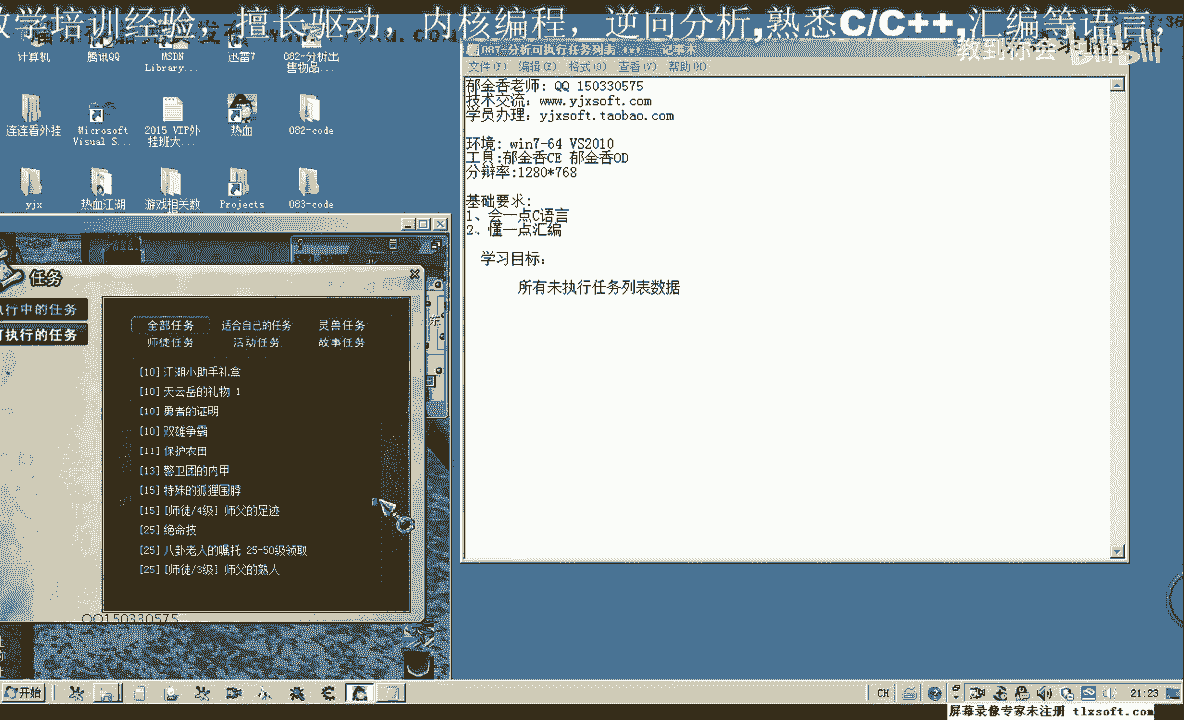 教学培训经验，擅长驱动，内核编程，逆向分析,熟悉C/C++,汇编等语言，
教到你会
bilibili
计算机
腾讯QQ
MSDN
Library...
迅雷7
082-分析出
售物品...
连连看外挂
Microsoft
Visual S...
2015 VIP外
挂班大...
热血
082-code
yjx
热血江湖
游戏相关数
Projects
083-code
087-分析可执行任务列表
记事本
文件(F) 编辑(E) 格式(O) 查看(V) 帮助(H)
郁金香老师: QQ 150330575
技术交流: www.yjxsoft.com
学员办理: yjxsoft.taobao.com
环境: win7-64 VS2010
工具:郁金香CE 郁金香OD
分辩率:1280*768
基础要求:
1、会一点C语言
2、懂一点汇编
学习目标:
所有未执行任务列表数据
任务
执行中的任务
可执行的任务
全部任务 适合自己的任务 灵兽任务
师徒任务 活动任务 故事任务
[10] 江湖小助手礼盒
[10] 天云岳的礼物 1
[10] 勇者的证明
[10] 双雄争霸
[11] 保护农田
[13] 警卫团的内甲
[15] 特殊的狐狸围脖
[15] [师徒/4级] 师父的足迹
[25] 绝命技
[25] 八卦老人的嘱托 25-50级领取
[25] [师徒/3级] 师父的熟人
QQ150330575
开始
CH
21:23
屏幕录像专家未注册 tlxsoft.com